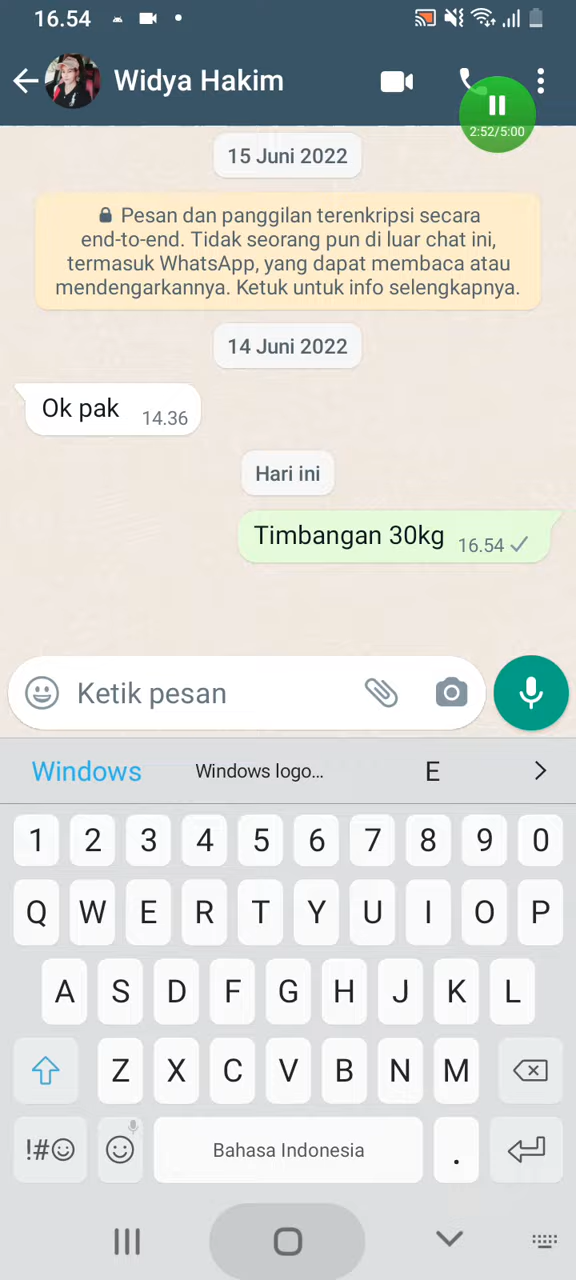 16.54
Widya Hakim
2:52/5:00
15 Juni 2022
Pesan dan panggilan terenkripsi secara
end-to-end. Tidak seorang pun di luar chat ini,
termasuk WhatsApp, yang dapat membaca atau
mendengarkannya. Ketuk untuk info selengkapnya.
14 Juni 2022
Ok pak 14.36
Hari ini
Timbangan 30kg 16.54
Ketik pesan
Windows Windows logo... E
1 2 3 4 5 6 7 8 9 0
Q W E R T Y U I O P
A S D F G H J K L
Z X C V B N M
!#☺ Bahasa Indonesia .